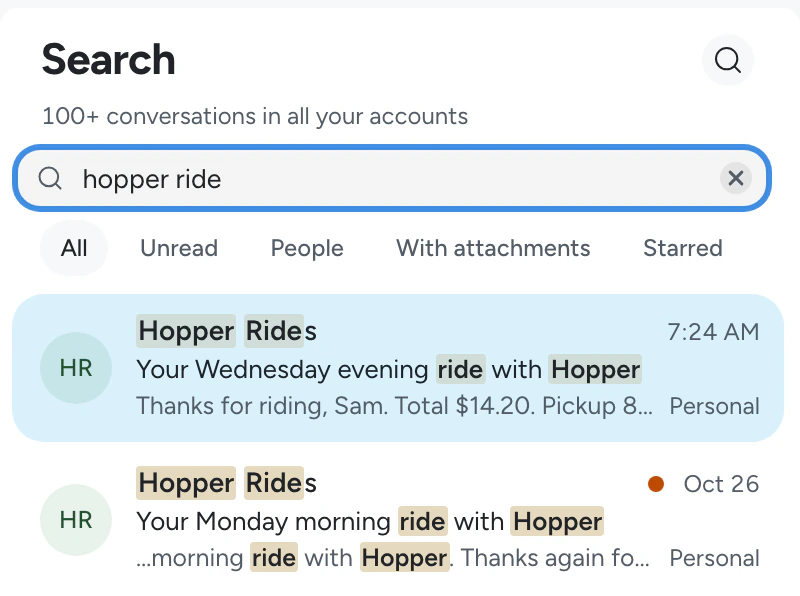 Search
100+ conversations in all your accounts
hopper ride
All Unread People With attachments Starred
HR Hopper Rides 7:24 AM
Your Wednesday evening ride with Hopper
Thanks for riding, Sam. Total $14.20. Pickup 8... Personal
HR Hopper Rides Oct 26
Your Monday morning ride with Hopper
...morning ride with Hopper. Thanks again fo... Personal